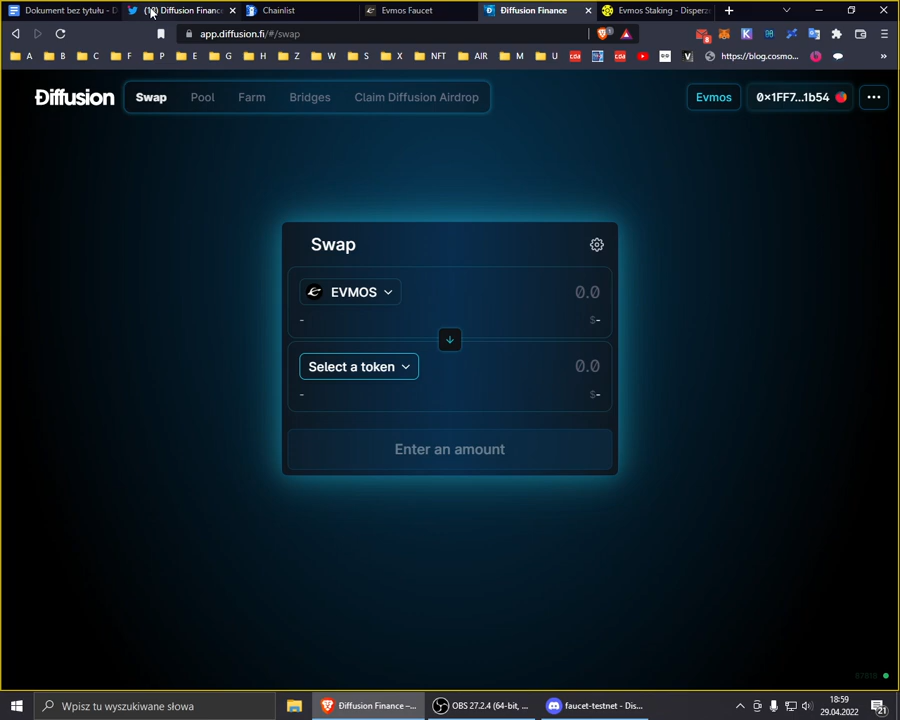 Dokument bez tytułu - D
(10) Diffusion Finance
Chainlist
Evmos Faucet
Diffusion Finance
Evmos Staking - Disperze
app.diffusion.fi/#/swap
A
B
C
F
P
E
G
H
Z
W
S
X
NFT
AIR
M
U
https://blog.cosmo...
Diffusion
Swap
Pool
Farm
Bridges
Claim Diffusion Airdrop
Evmos
0x1FF7...1b54
Swap
EVMOS
0.0
-
$-
Select a token
0.0
-
$-
Enter an amount
Wpisz tu wyszukiwane słowa
Diffusion Finance –...
OBS 27.2.4 (64-bit, ...
faucet-testnet - Dis...
18:59
29.04.2022
21